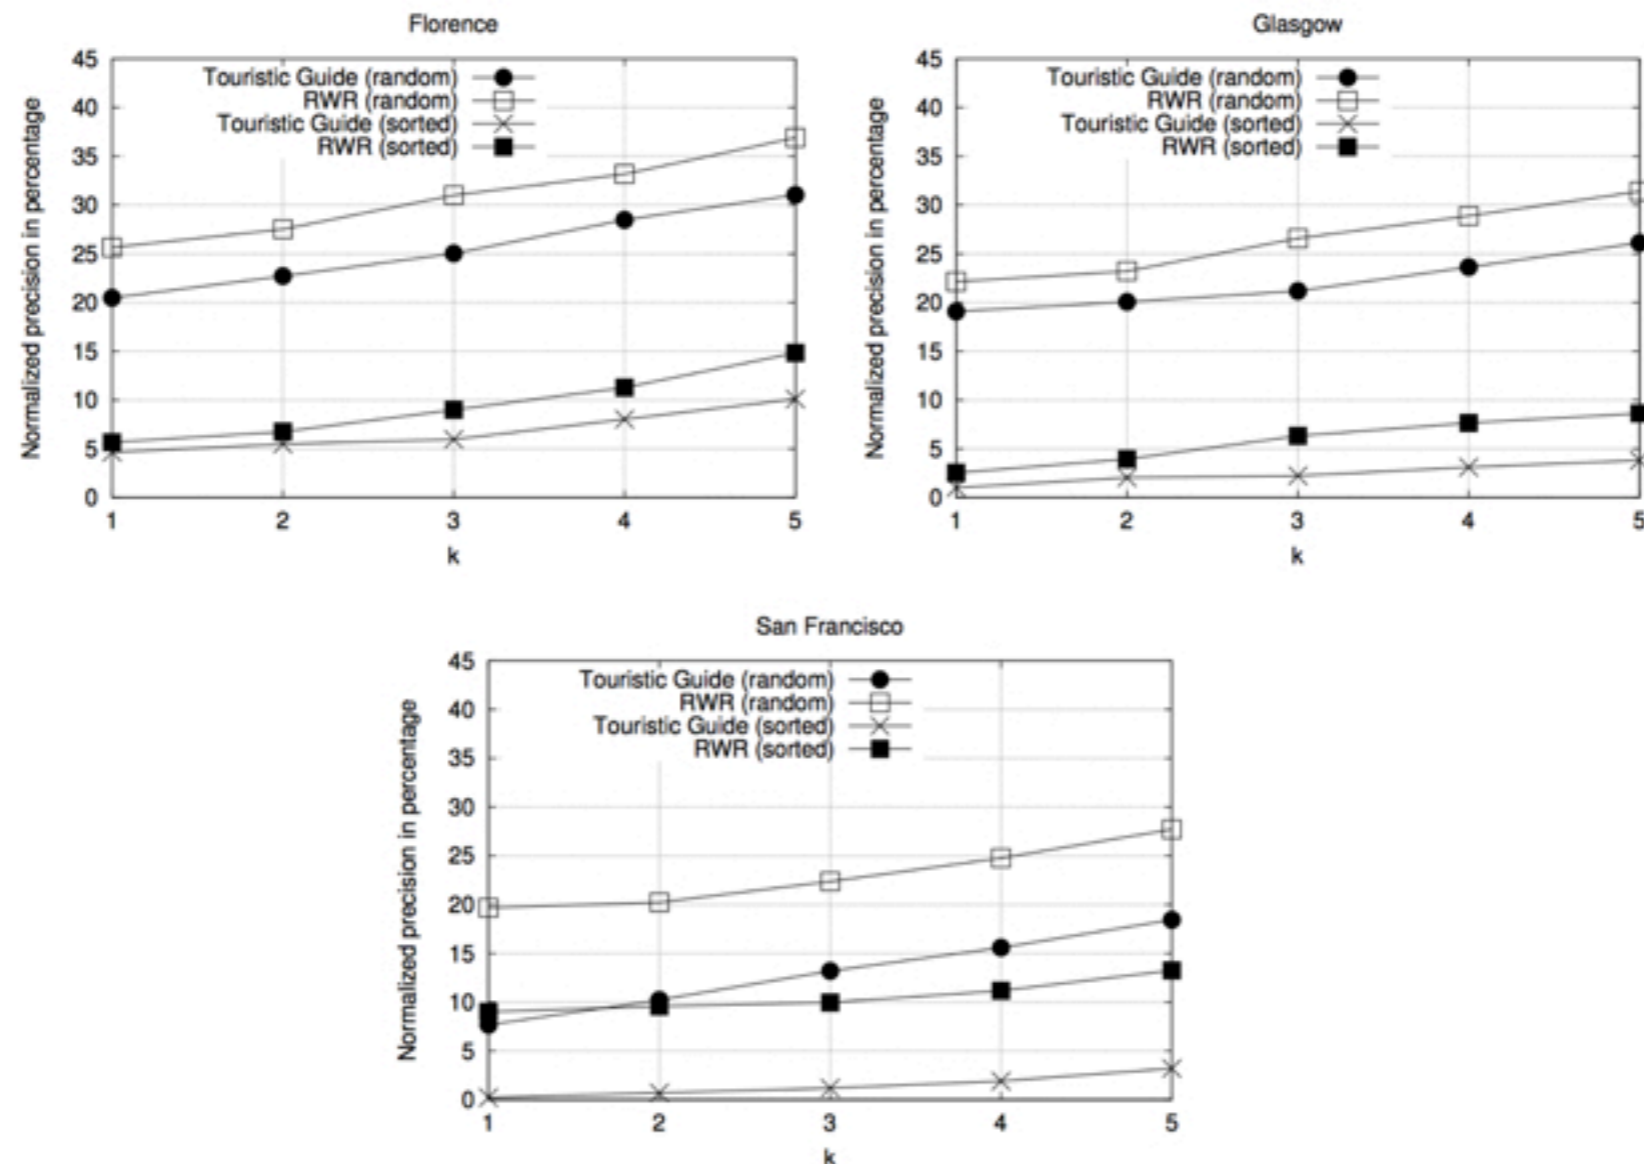 Florence
Normalized precision in percentage
45
40
35
30
25
20
15
10
5
0
Touristic Guide (random)
RWR (random)
Touristic Guide (sorted)
RWR (sorted)
1 2 3 4 5
k
Glasgow
Normalized precision in percentage
45
40
35
30
25
20
15
10
5
0
Touristic Guide (random)
RWR (random)
Touristic Guide (sorted)
RWR (sorted)
1 2 3 4 5
k
San Francisco
Normalized precision in percentage
45
40
35
30
25
20
15
10
5
0
Touristic Guide (random)
RWR (random)
Touristic Guide (sorted)
RWR (sorted)
1 2 3 4 5
k